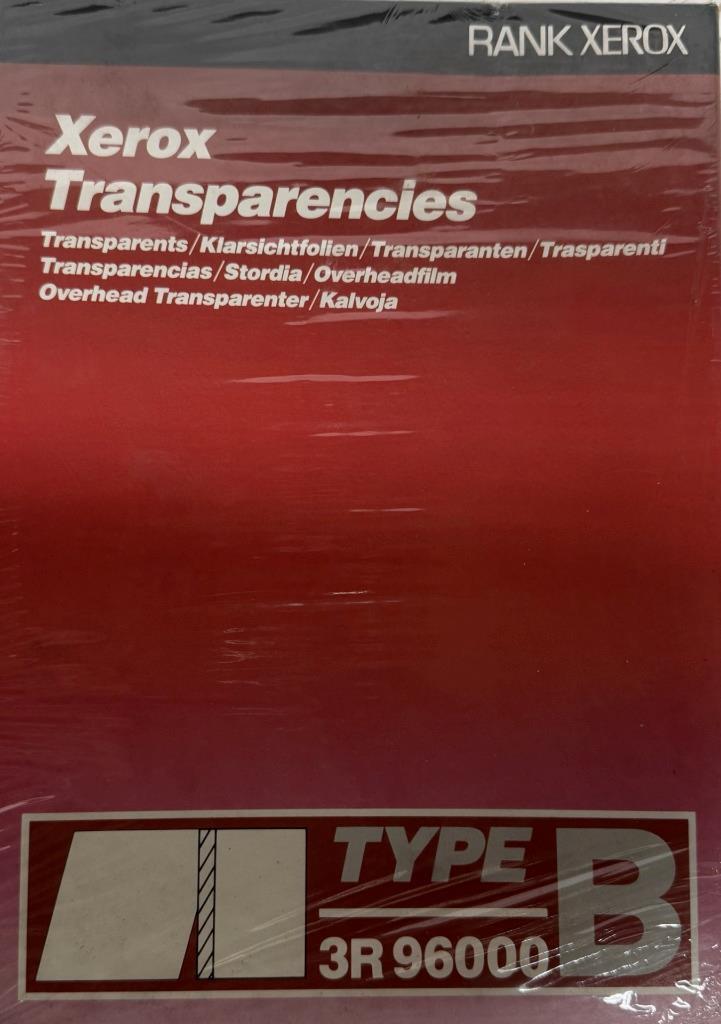 RANK XEROX
Xerox
Transparencies
Transparents/Klarsichtfolien/Transparanten/Trasparenti
Transparencias/Stordia/Overheadfilm
Overhead Transparenter/Kalvoja
TYPE B
3R 96000